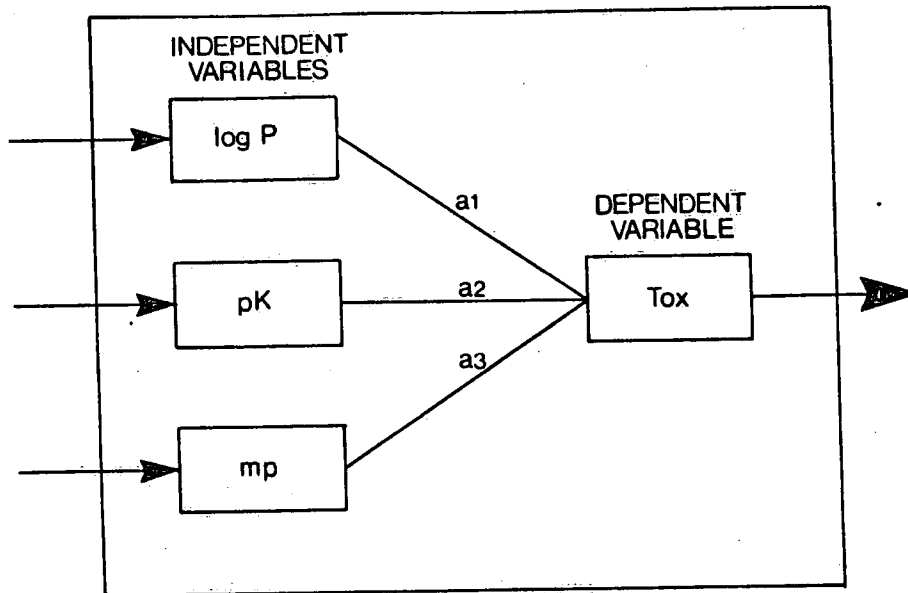 INDEPENDENT
VARIABLES
log P
a1
DEPENDENT
VARIABLE
pK
a2
Tox
a3
mp